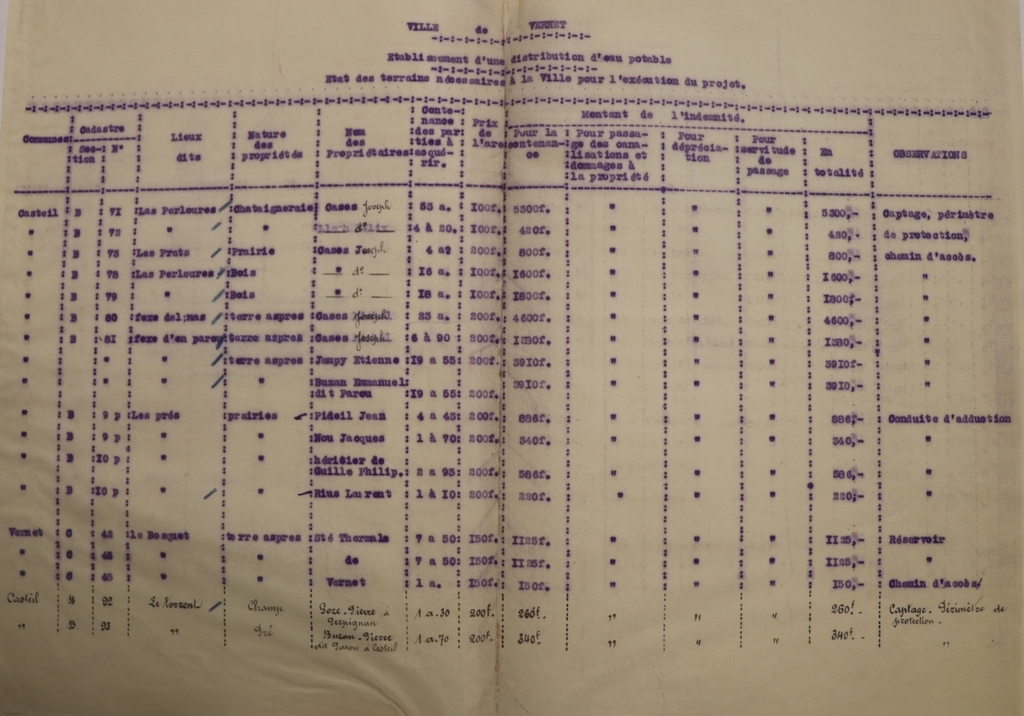 VILLE de VERNET
Etablissement d'une distribution d'eau potable
Etat des terrains nécessaires à la Ville pour l'exécution du projet.
Communes Cadastre Section N° Lieux dits Nature des propriétés Nom des Propriétaires Contenance des parties à acquérir. Prix de l'are Montant de l'indemnité. Pour la contenance Pour passage des canalisations et dommages à la propriété Pour dépréciation Pour servitude de passage En totalité OBSERVATIONS
Casteil B 71 Las Perloures Chataigneraie Cases Joseph 53 a. 100f. 5300f. " " " 5300,- Captage, périmètre
" B 72 " " d° 4 à 20. 100f. 420f. " " " 420,- de protection,
" B 73 Les Prats Prairie Cases Joseph 4 a? 200f. 800f. " " " 800,- chemin d'accès.
" B 78 Las Perloures Bois " d° 16 a. 100f. 1600f. " " " 1600,- "
" B 79 " Bois " d° 18 a. 100f. 1800f. " " " 1800f- "
" B 80 fexe del;mas terre aspres Cases Joseph 23 a. 200f. 4600f. " " " 4600,- "
" B 81 fexe d'en parou terre aspres Cases Joseph 6 à 90 200f. 1380f. " " " 1380,- "
" " " " terre aspres Jampy Etienne 19 a 55 200f. 3910f. " " " 3910f- "
" " " " " Buzan Emmanuel dit Parou 19 a 55 200f. 3910f. " " " 3910,- "
" B 9 p Les prés prairies Pideil Jean 4 a 43 200f. 886f. " " " 886,- Conduite d'adduction
" B 9 p " " Nou Jacques 1 à 70 200f. 340f. " " " 340,- "
" B 10 p " " héritier de Guille Philip. 2 a 93 200f. 586f. " " " 586,- "
" B 10 p " " Rius Laurent 1 à 10 200f. 220f. " " " 220,- "
Vernet C 42 le Bosquet terre aspres Sté Thermale 7 a 50 150f. 1125f. " " " 1125,- Réservoir
" C 45 " " de 7 a 50 150f. 1125f. " " " 1125,- "
" C 45 " " Vernet 1 a. 150f. 150f. " " " 150,- Chemin d'accès/
Casteil B 92 Le torrent Champ Goze-Pierre à Perpignan 1 a.30 200f. 260f. " " " 260f. Captage-Périmètre de protection-
" B. 93 " Pré Buzan-Pierre dit Parou à Casteil 1 a.70 200f. 340f. " " " 340f. "